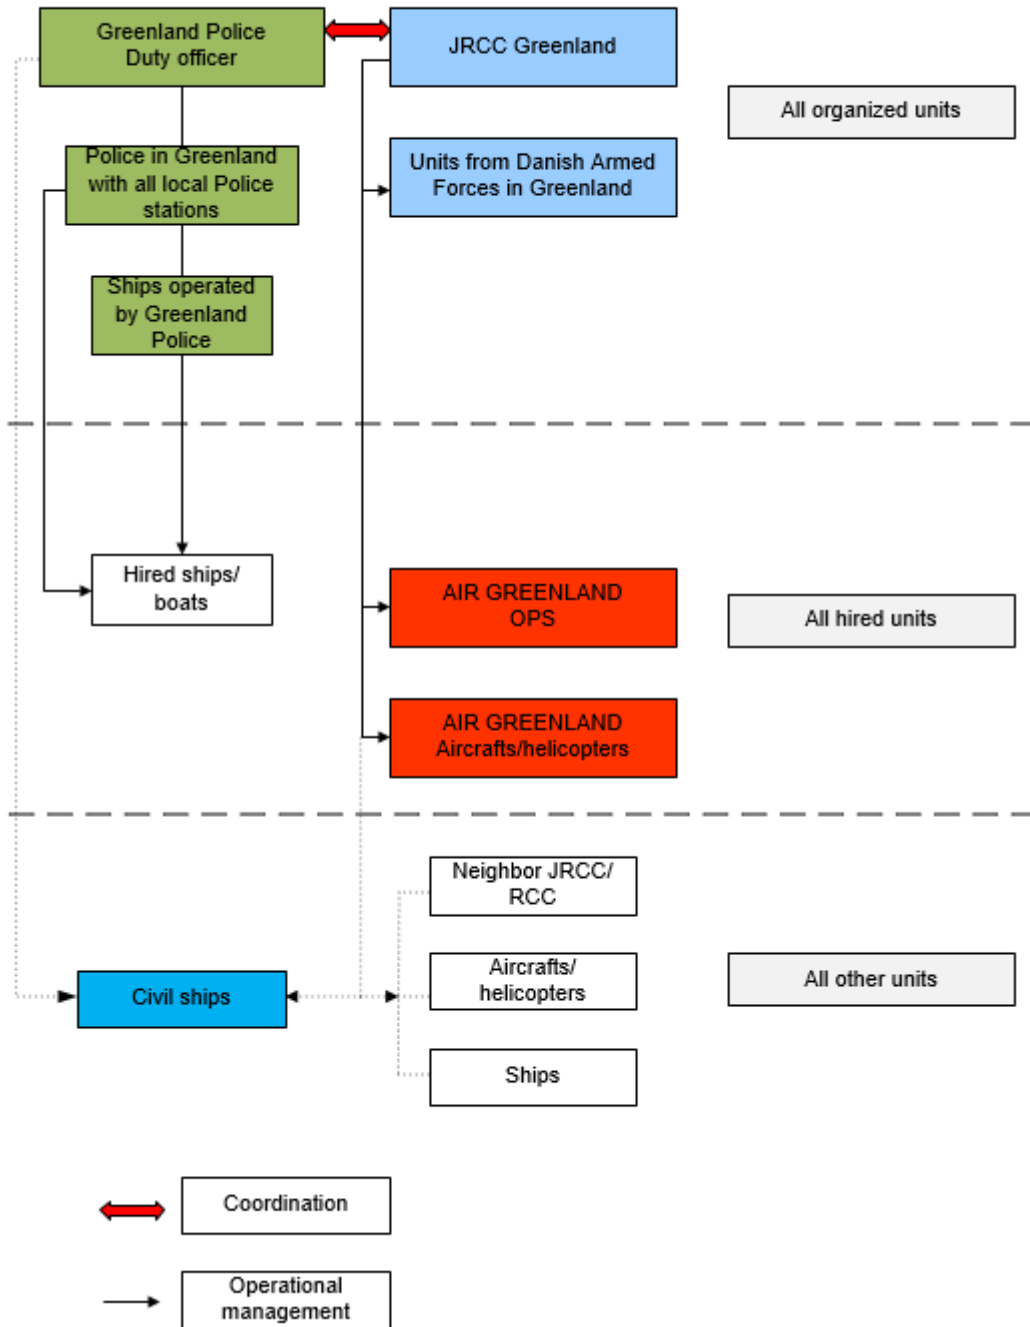 Greenland Police
Duty officer
JRCC Greenland
All organized units
Police in Greenland
with all local Police
stations
Units from Danish Armed
Forces in Greenland
Ships operated
by Greenland
Police
Hired ships/
boats
AIR GREENLAND
OPS
All hired units
AIR GREENLAND
Aircrafts/helicopters
Neighbor JRCC/
RCC
Aircrafts/
helicopters
All other units
Civil ships
Ships
Coordination
Operational
management